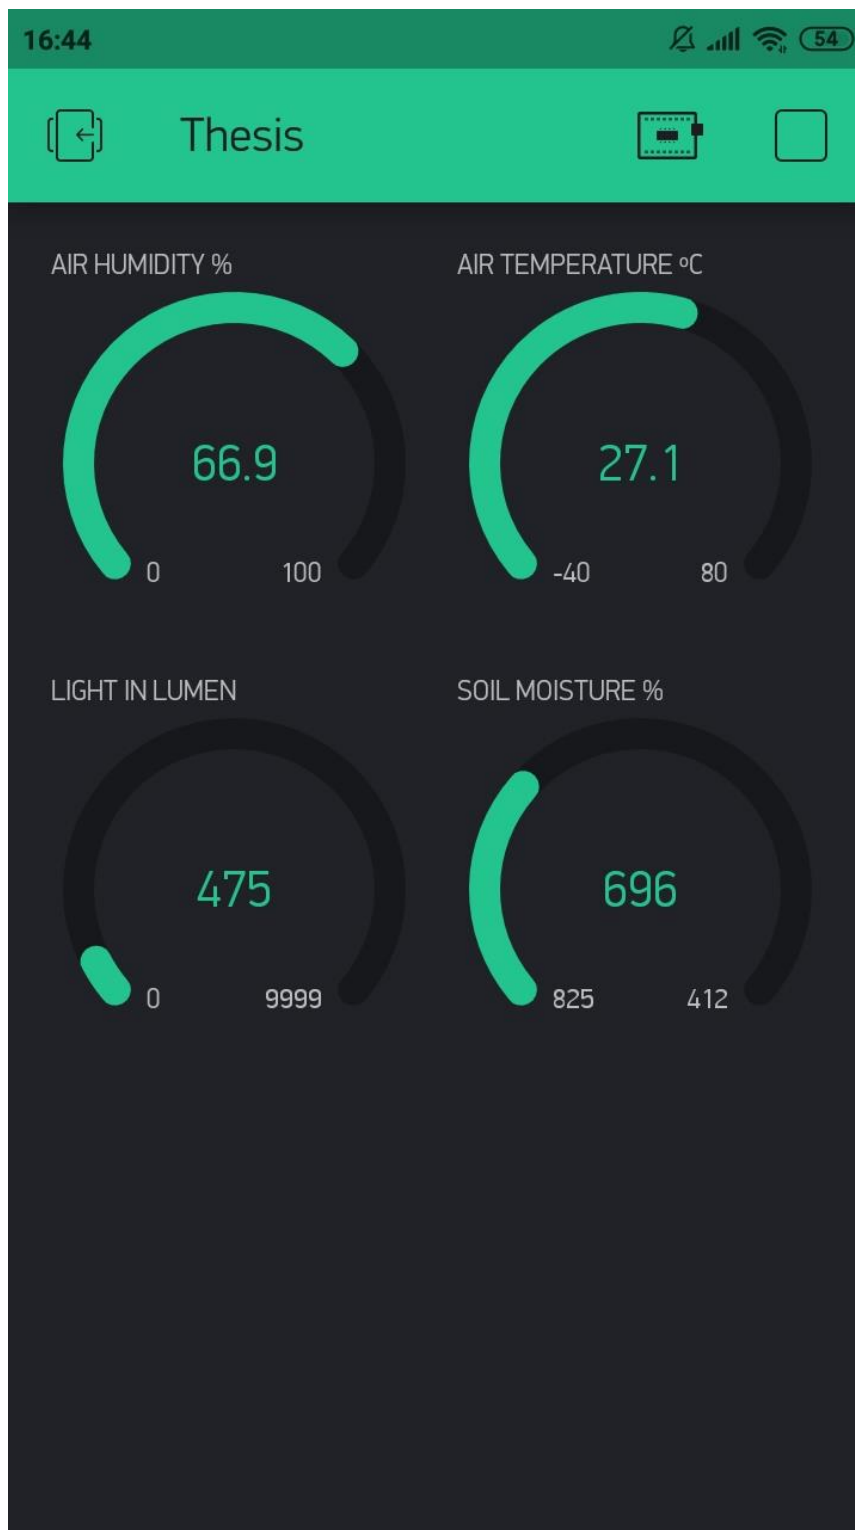 16:44 54
Thesis
AIR HUMIDITY % AIR TEMPERATURE ºC
66.9 27.1
0 100 -40 80
LIGHT IN LUMEN SOIL MOISTURE %
475 696
0 9999 825 412